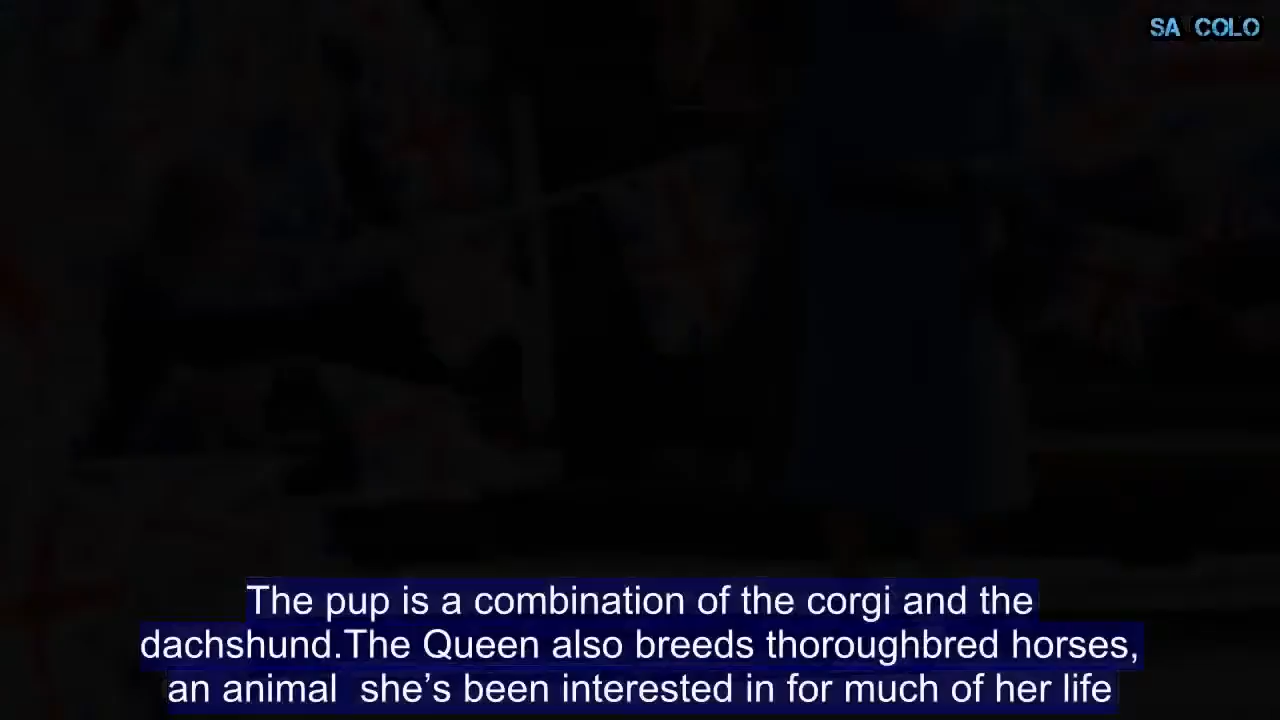 SA COLO
The pup is a combination of the corgi and the
dachshund.The Queen also breeds thoroughbred horses,
an animal  she’s been interested in for much of her life